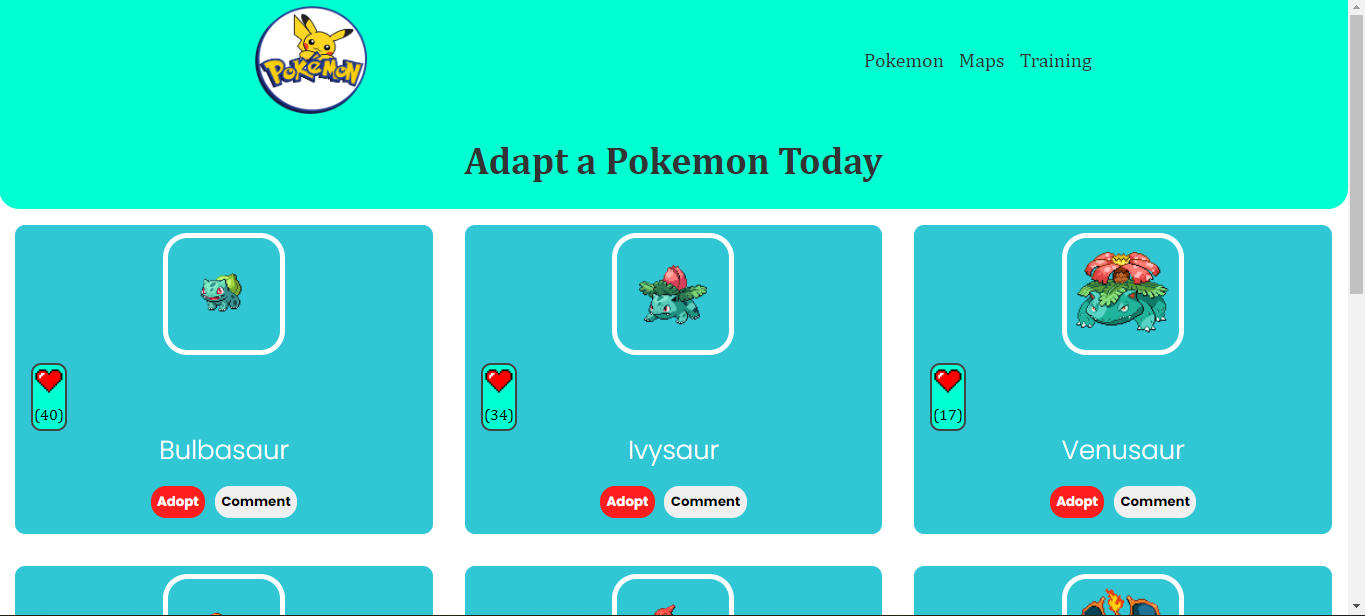 POKéMON
Pokemon Maps Training
Adapt a Pokemon Today
(40) (34) (17)
Bulbasaur Ivysaur Venusaur
Adopt Comment Adopt Comment Adopt Comment